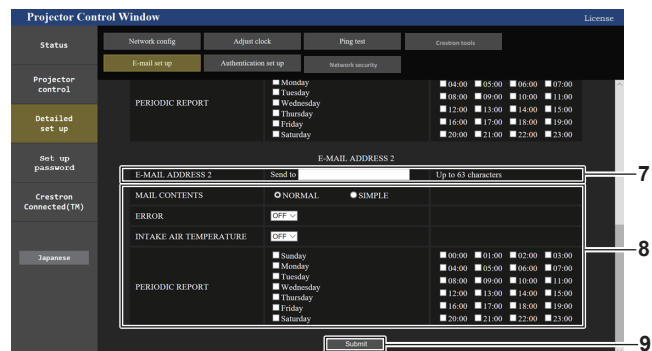 Projector Control Window License
Status Network config Adjust clock Ping test Crestron tools
E-mail set up Authentication set up Network security
Projector control
Detailed set up
Set up password
Crestron Connected(TM)
Japanese
Monday 04:00 05:00 06:00 07:00
Tuesday 08:00 09:00 10:00 11:00
PERIODIC REPORT Wednesday
Thursday 12:00 13:00 14:00 15:00
Friday 16:00 17:00 18:00 19:00
Saturday 20:00 21:00 22:00 23:00
E-MAIL ADDRESS 2
E-MAIL ADDRESS 2 Send to Up to 63 characters 7
MAIL CONTENTS NORMAL SIMPLE
ERROR OFF
INTAKE AIR TEMPERATURE OFF
8
Sunday 00:00 01:00 02:00 03:00
Monday 04:00 05:00 06:00 07:00
Tuesday 08:00 09:00 10:00 11:00
PERIODIC REPORT Wednesday
Thursday 12:00 13:00 14:00 15:00
Friday 16:00 17:00 18:00 19:00
Saturday 20:00 21:00 22:00 23:00
Submit 9